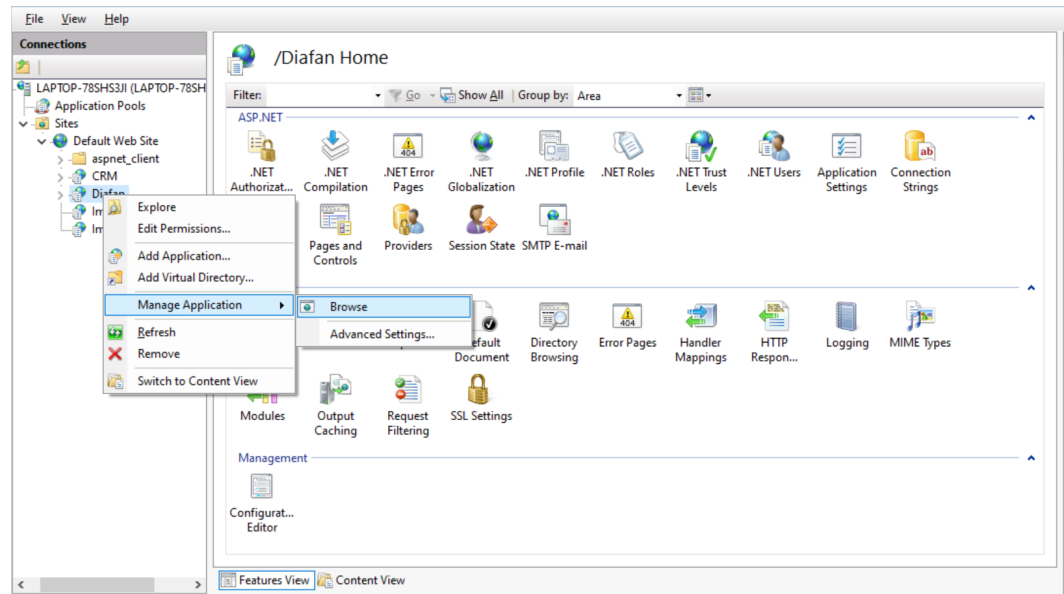 File View Help
Connections
LAPTOP-78SHS3JI (LAPTOP-78SH
Application Pools
Sites
Default Web Site
aspnet_client
CRM
Diafan
Im
Im
Explore
Edit Permissions...
Add Application...
Add Virtual Directory...
Manage Application
Refresh
Remove
Switch to Content View
Browse
Advanced Settings...
/Diafan Home
Filter: Go Show All Group by: Area
ASP.NET
.NET Authorizat...
.NET Compilation
.NET Error Pages
.NET Globalization
.NET Profile
.NET Roles
.NET Trust Levels
.NET Users
Application Settings
Connection Strings
Pages and Controls
Providers
Session State
SMTP E-mail
Document
Directory Browsing
Error Pages
Handler Mappings
HTTP Respon...
Logging
MIME Types
Modules
Output Caching
Request Filtering
SSL Settings
Management
Configurat... Editor
Features View Content View